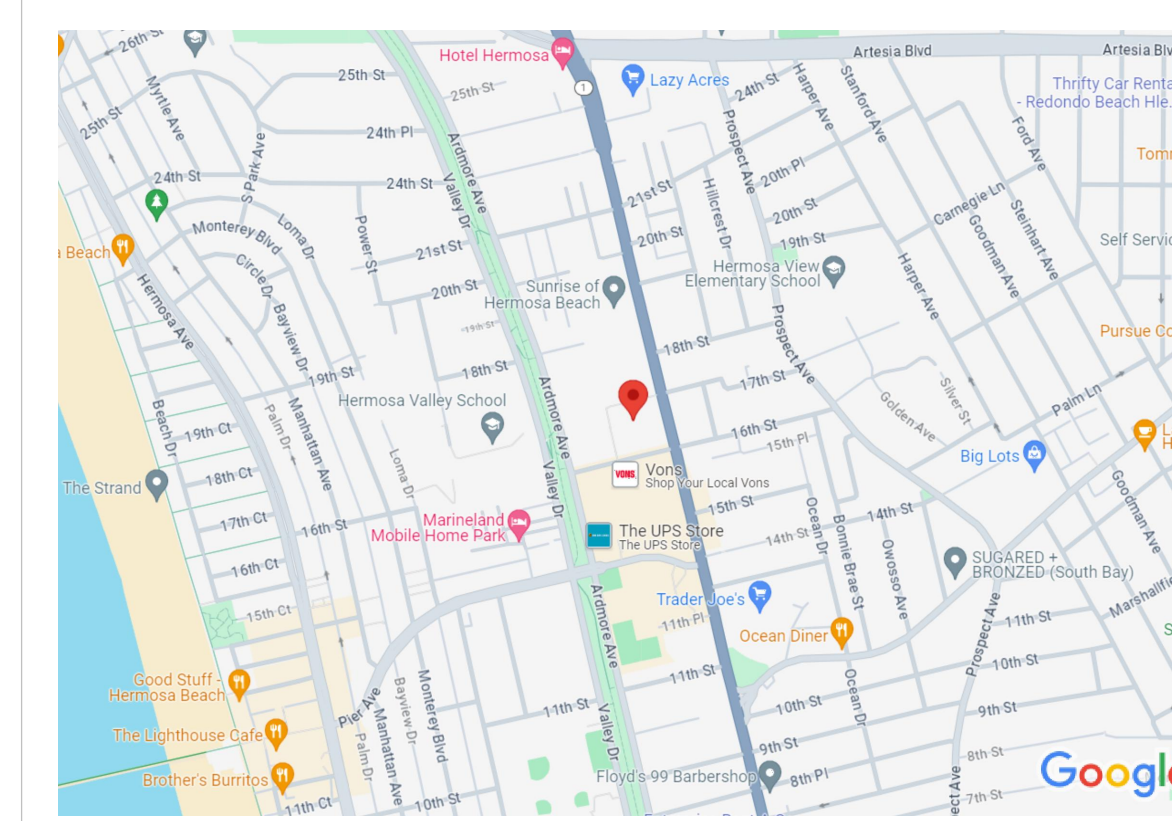 26th St
Hotel Hermosa
Artesia Blvd
Artesia Blv
25th St
1
Lazy Acres
Thrifty Car Renta
- Redondo Beach Hle.
Myrtle Ave
25th St
24th St
Harper Ave
Stanford Ave
25th St
24th Pl
Ardmore Ave
Prospect Ave
Ford Ave
S Park Ave
Tom
24th St
24th St
Valley Dr
20th Pl
21st St
Hillcrest Dr
Carnegie Ln
Steinhart Ave
Monterey Blvd
Loma Dr
Power St
20th St
Goodman Ave
a Beach
21st St
20th St
19th St
Self Servic
Circle Dr
Hermosa View
Elementary School
Harper Ave
20th St
Sunrise of
Hermosa Beach
Hermosa Ave
Bayview Dr
19th St
Prospect Ave
Pursue Co
18th St
19th St
18th St
17th St
Silver St
Palm Ln
Ardmore Ave
Hermosa Valley School
Golden Ave
Beach Dr
19th Ct
Palm Dr
Manhattan Ave
16th St
15th Pl
Big Lots
Loma Dr
Vons
VONS
Shop Your Local Vons
The Strand
18th Ct
Valley Dr
Goodman Ave
17th Ct
16th St
Marineland
Mobile Home Park
15th St
14th St
The UPS Store
The UPS Store
14th St
Ocean Dr
Bonnie Brae St
Owosso Ave
16th Ct
SUGARED +
BRONZED (South Bay)
15th Ct
Trader Joe's
Ardmore Ave
11th Pl
Ocean Diner
11th St
Prospect Ave
10th St
Good Stuff -
Hermosa Beach
11th St
10th St
Ocean Dr
9th St
Pier Ave
Bayview Dr
Monterey Blvd
11th St
Valley Dr
The Lighthouse Cafe
Palm Dr
Manhattan Ave
9th St
8th St
Brother's Burritos
Floyd's 99 Barbershop
8th Pl
Google
11th Ct
10th St
ect Ave
7th St